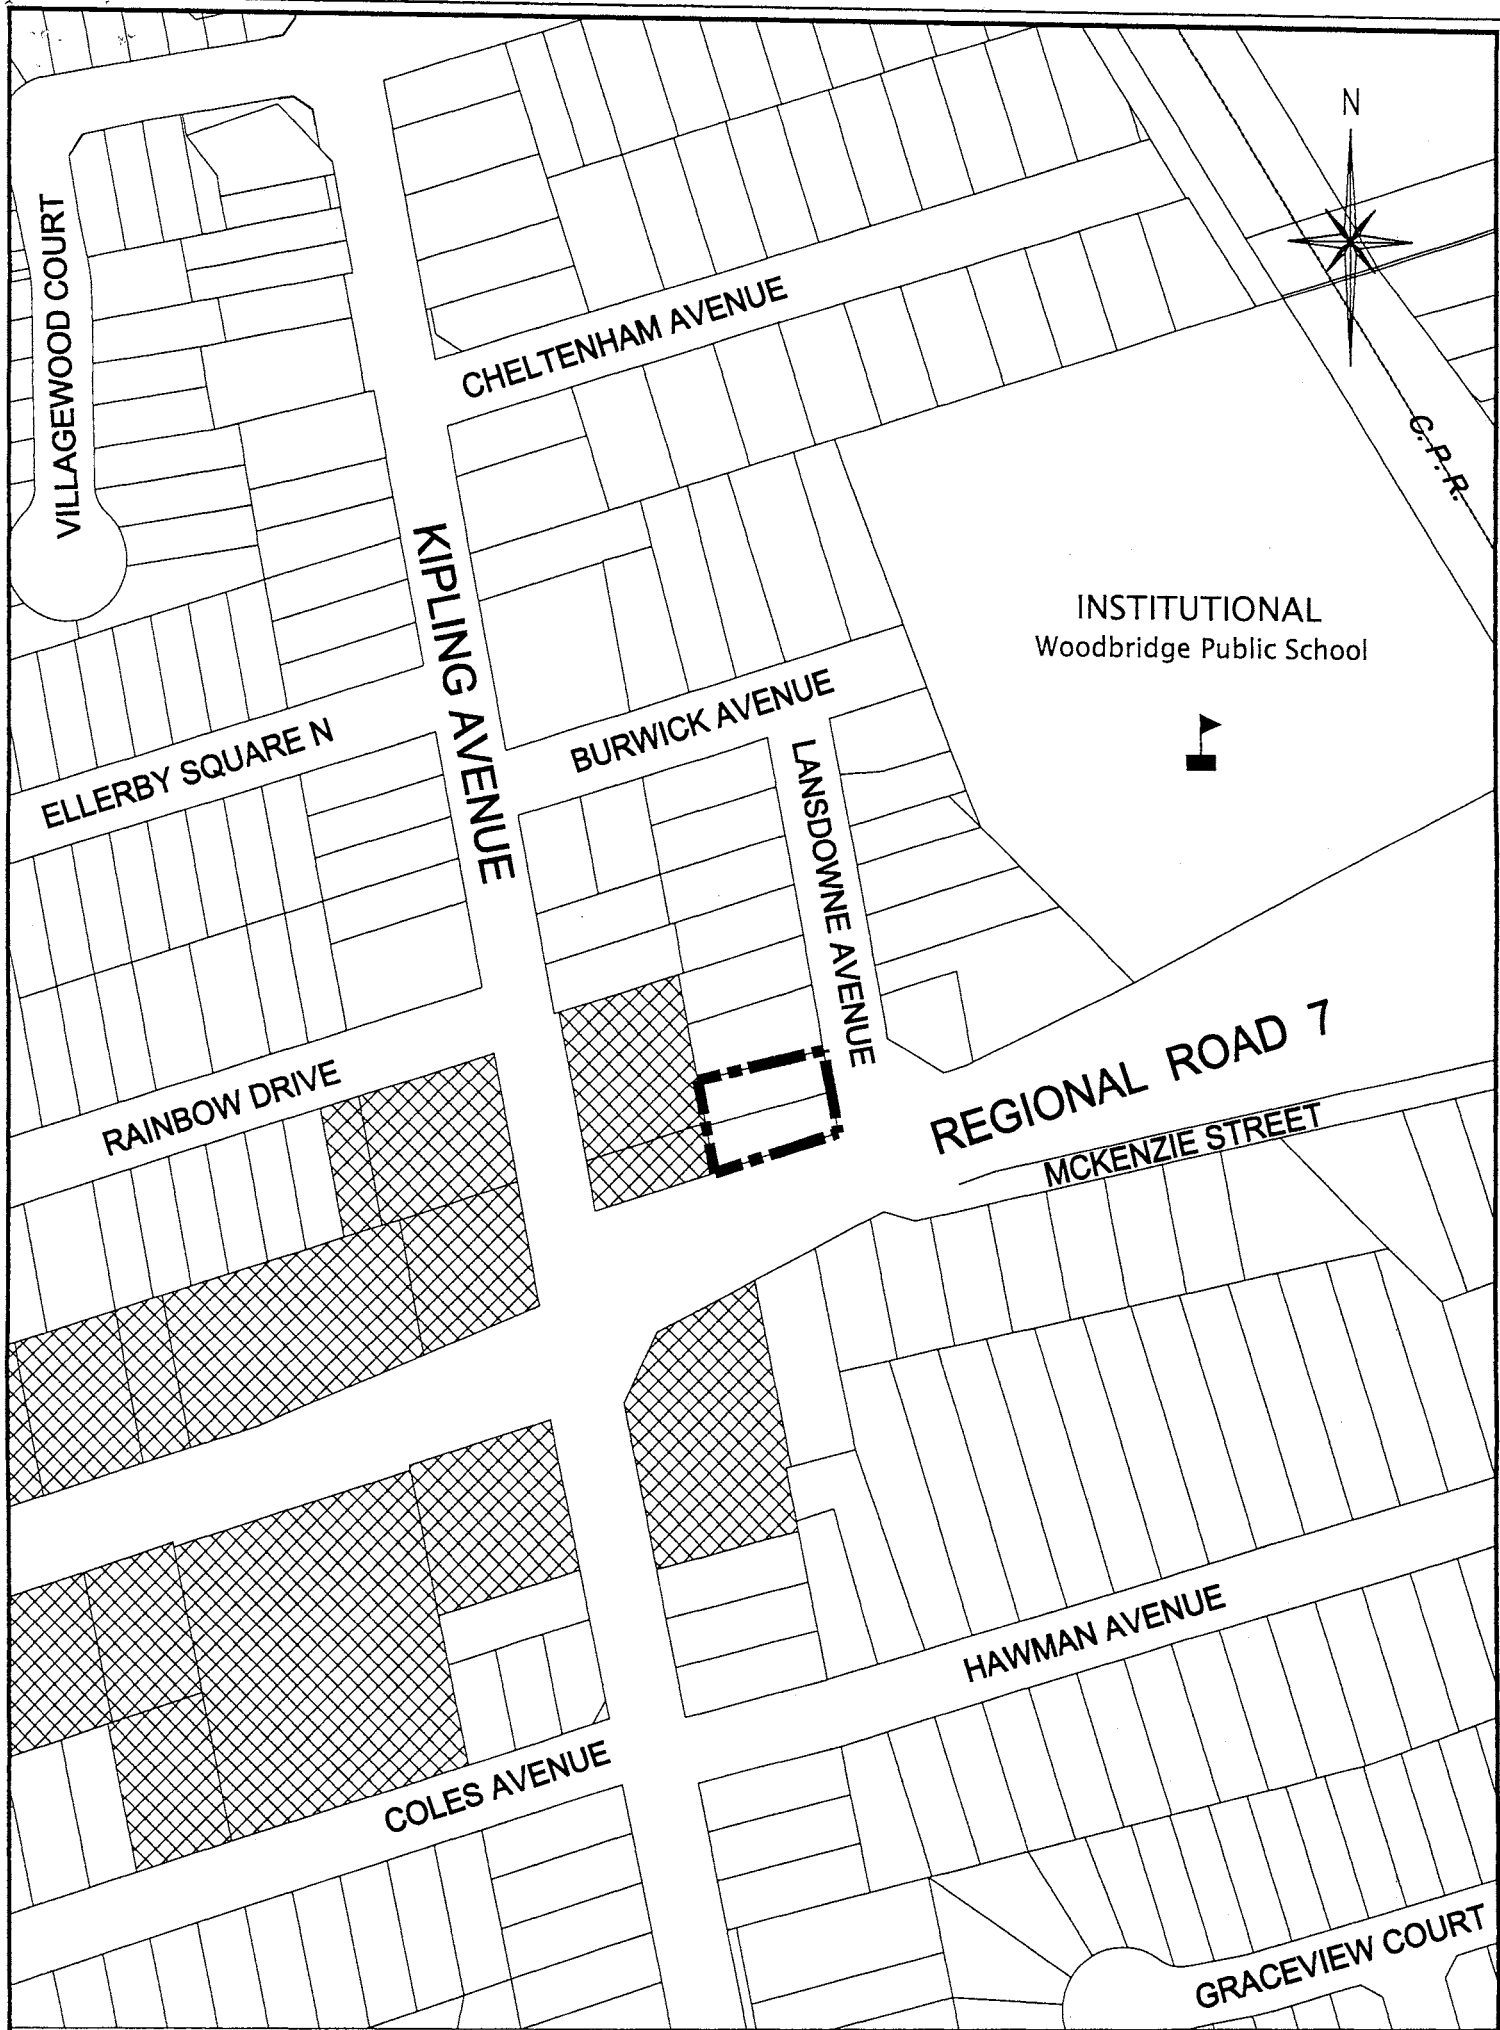 N
VILLAGEWOOD COURT
CHELTENHAM AVENUE
C. P. R.
KIPLING AVENUE
INSTITUTIONAL
Woodbridge Public School
BURWICK AVENUE
ELLERBY SQUARE N
LANSDOWNE AVENUE
REGIONAL ROAD 7
RAINBOW DRIVE
MCKENZIE STREET
HAWMAN AVENUE
COLES AVENUE
GRACEVIEW COURT